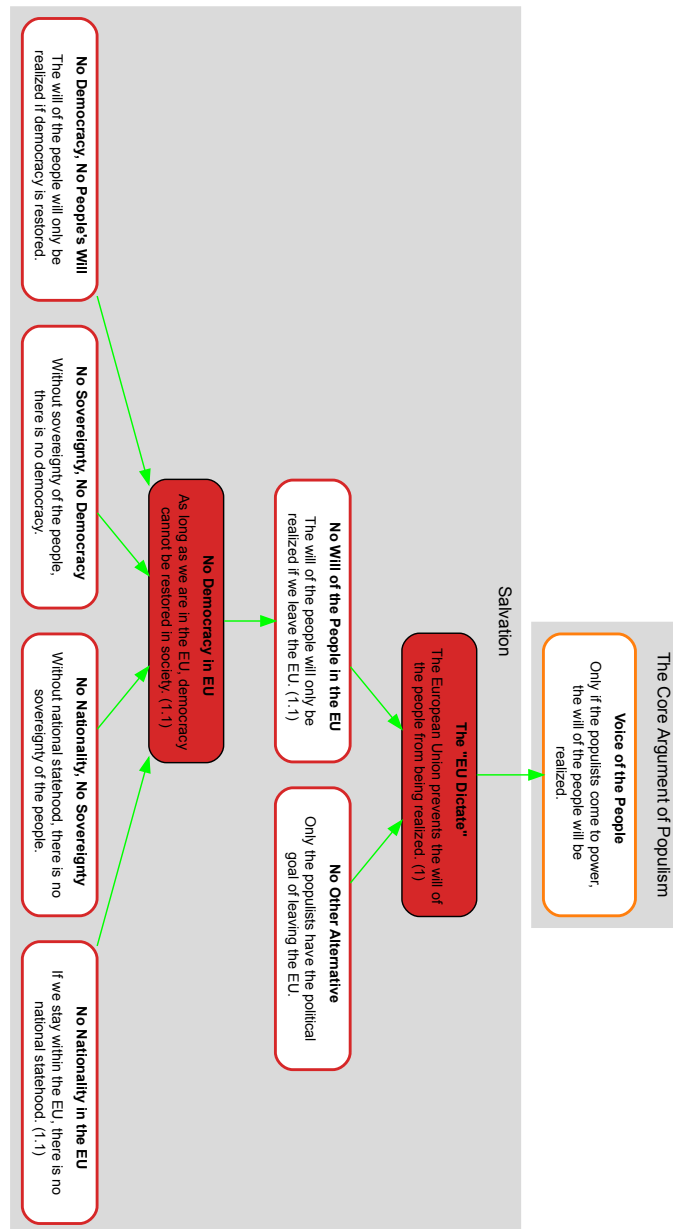 The Core Argument of Populism
Voice of the People
Only if the populists come to power,
the will of the people will be
realized.
Salvation
The "EU Dictate"
The European Union prevents the will of
the people from being realized. (1)
No Will of the People in the EU
The will of the people will only be
realized if we leave the EU. (1.1)
No Other Alternative
Only the populists have the political
goal of leaving the EU.
No Democracy in EU
As long as we are in the EU, democracy
cannot be restored in society. (1.1)
No Democracy, No People's Will
The will of the people will only be
realized if democracy is restored.
No Sovereignty, No Democracy
Without sovereignty of the people,
there is no democracy.
No Nationality, No Sovereignty
Without national statehood, there is no
sovereignty of the people.
No Nationality in the EU
If we stay within the EU, there is no
national statehood. (1.1)